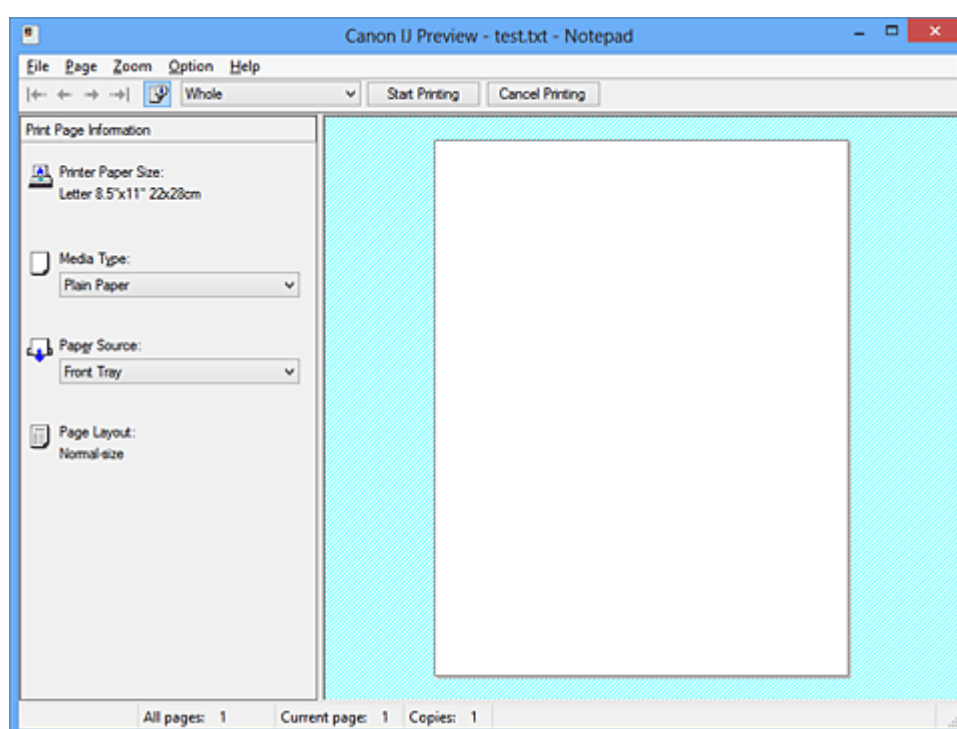 Canon IJ Preview - test.txt - Notepad
File Page Zoom Option Help
Whole Start Printing Cancel Printing
Print Page Information
Printer Paper Size:
Letter 8.5"x11" 22x28cm
Media Type:
Plain Paper
Paper Source:
Front Tray
Page Layout:
Normal-size
All pages: 1 Current page: 1 Copies: 1